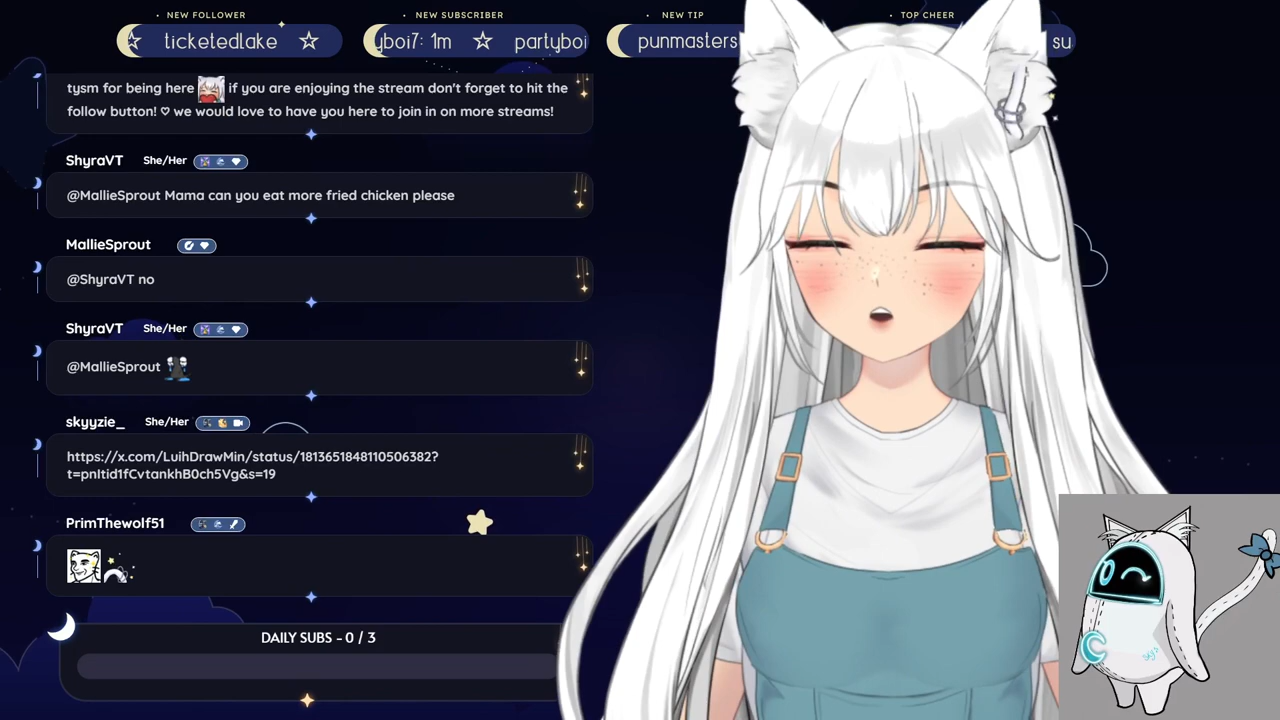 NEW FOLLOWER
NEW SUBSCRIBER
NEW TIP
TOP CHEER
ticketedlake
yboi7: 1m
partyboi
punmasters
su
tysm for being here if you are enjoying the stream don't forget to hit the
follow button! ♡ we would love to have you here to join in on more streams!
ShyraVT She/Her
@MallieSprout Mama can you eat more fried chicken please
MallieSprout
@ShyraVT no
ShyraVT She/Her
@MallieSprout
skyyzie_ She/Her
https://x.com/LuihDrawMin/status/1813651848110506382?
t=pnItid1fCvtankhB0ch5Vg&s=19
PrimThewolf51
DAILY SUBS - 0 / 3